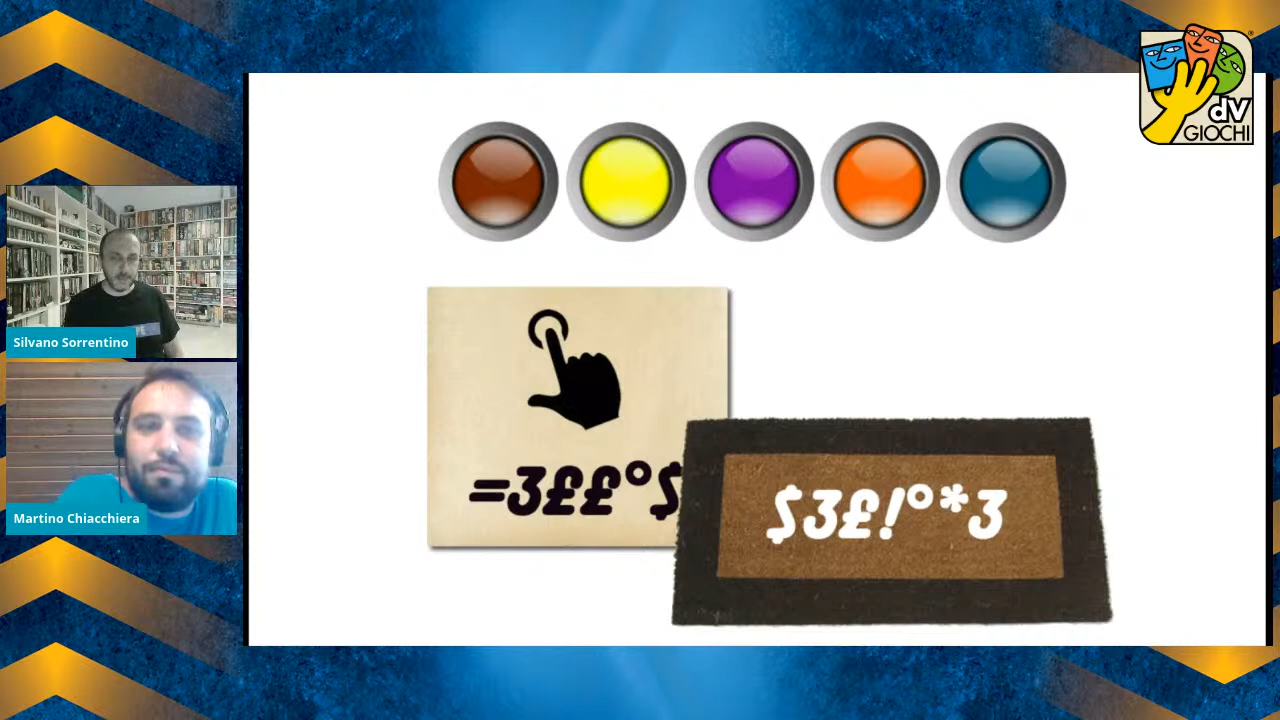 dV
GIOCHI
Silvano Sorrentino
Martino Chiacchiera
=3££°$
$3£!°*3